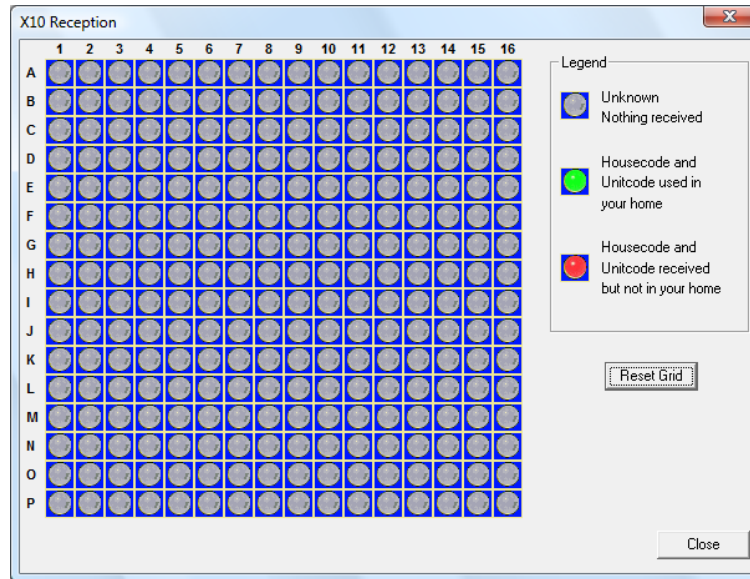 X10 Reception
1 2 3 4 5 6 7 8 9 10 11 12 13 14 15 16
A
B
C
D
E
F
G
H
I
J
K
L
M
N
O
P
Legend
Unknown
Nothing received
Housecode and
Unitcode used in
your home
Housecode and
Unitcode received
but not in your home
Reset Grid
Close